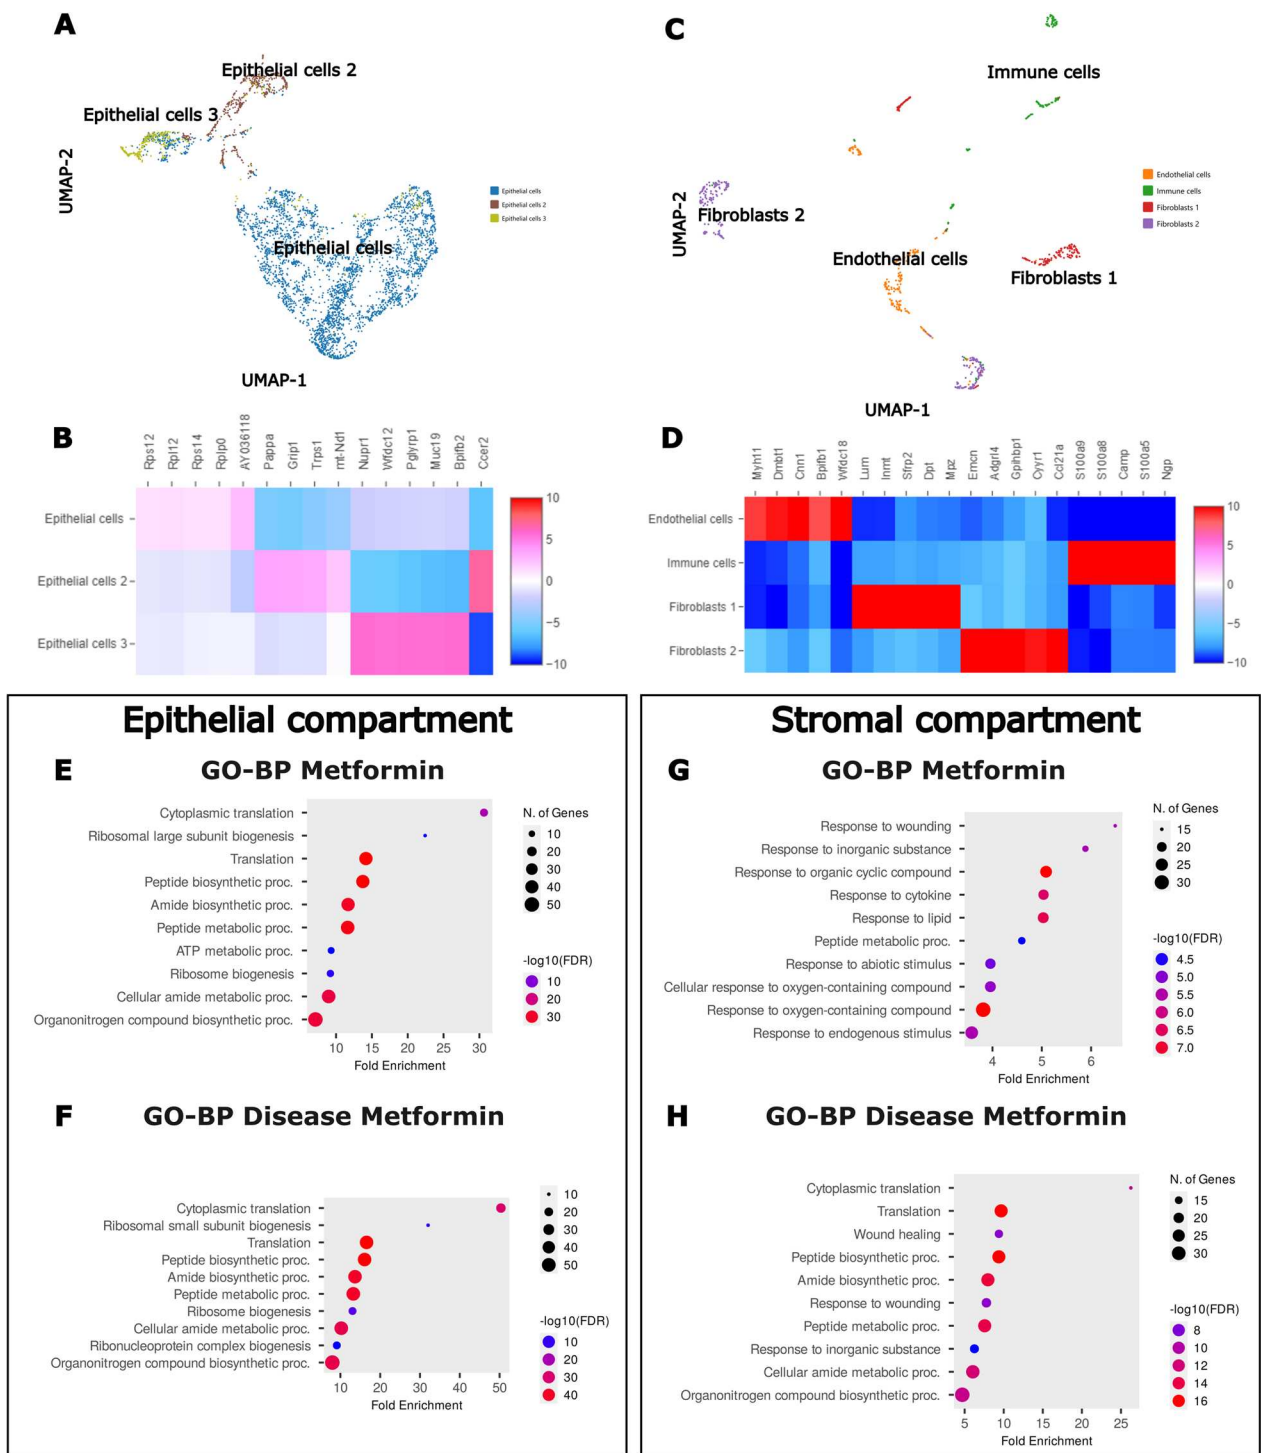 A
Epithelial cells 2
Epithelial cells 3
Epithelial cells
UMAP-2
UMAP-1
Epithelial cells
Epithelial cells 2
Epithelial cells 3
C
Immune cells
Fibroblasts 2
Endothelial cells
Fibroblasts 1
UMAP-2
UMAP-1
Endothelial cells
Immune cells
Fibroblasts 1
Fibroblasts 2
B
Rps12
Rpl12
Rps14
Rplp0
AY036118
Pappa
Grip1
Trps1
mt-Nd1
Nupr1
Wfdc12
Pglyrp1
Muc19
Bpifb2
Ccer2
Epithelial cells
Epithelial cells 2
Epithelial cells 3
10
5
0
−5
−10
D
Myh11
Dmbt1
Cnn1
Bpifb1
Wfdc18
Lum
Inmt
Sfrp2
Dpt
Mpz
Emcn
Adgrl4
Gpihbp1
Cyyr1
Ccl21a
S100a9
S100a8
Camp
S100a5
Ngp
Endothelial cells
Immune cells
Fibroblasts 1
Fibroblasts 2
10
5
0
−5
−10
Epithelial compartment
E
GO-BP Metformin
Cytoplasmic translation
Ribosomal large subunit biogenesis
Translation
Peptide biosynthetic proc.
Amide biosynthetic proc.
Peptide metabolic proc.
ATP metabolic proc.
Ribosome biogenesis
Cellular amide metabolic proc.
Organonitrogen compound biosynthetic proc.
10 15 20 25 30
Fold Enrichment
N. of Genes
10
20
30
40
50
-log10(FDR)
10
20
30
F
GO-BP Disease Metformin
Cytoplasmic translation
Ribosomal small subunit biogenesis
Translation
Peptide biosynthetic proc.
Amide biosynthetic proc.
Peptide metabolic proc.
Ribosome biogenesis
Cellular amide metabolic proc.
Ribonucleoprotein complex biogenesis
Organonitrogen compound biosynthetic proc.
10 20 30 40 50
Fold Enrichment
10
20
30
40
50
-log10(FDR)
10
20
30
40
Stromal compartment
G
GO-BP Metformin
Response to wounding
Response to inorganic substance
Response to organic cyclic compound
Response to cytokine
Response to lipid
Peptide metabolic proc.
Response to abiotic stimulus
Cellular response to oxygen-containing compound
Response to oxygen-containing compound
Response to endogenous stimulus
4 5 6
Fold Enrichment
N. of Genes
15
20
25
30
-log10(FDR)
4.5
5.0
5.5
6.0
6.5
7.0
H
GO-BP Disease Metformin
Cytoplasmic translation
Translation
Wound healing
Peptide biosynthetic proc.
Amide biosynthetic proc.
Response to wounding
Peptide metabolic proc.
Response to inorganic substance
Cellular amide metabolic proc.
Organonitrogen compound biosynthetic proc.
5 10 15 20 25
Fold Enrichment
N. of Genes
15
20
25
30
-log10(FDR)
8
10
12
14
16